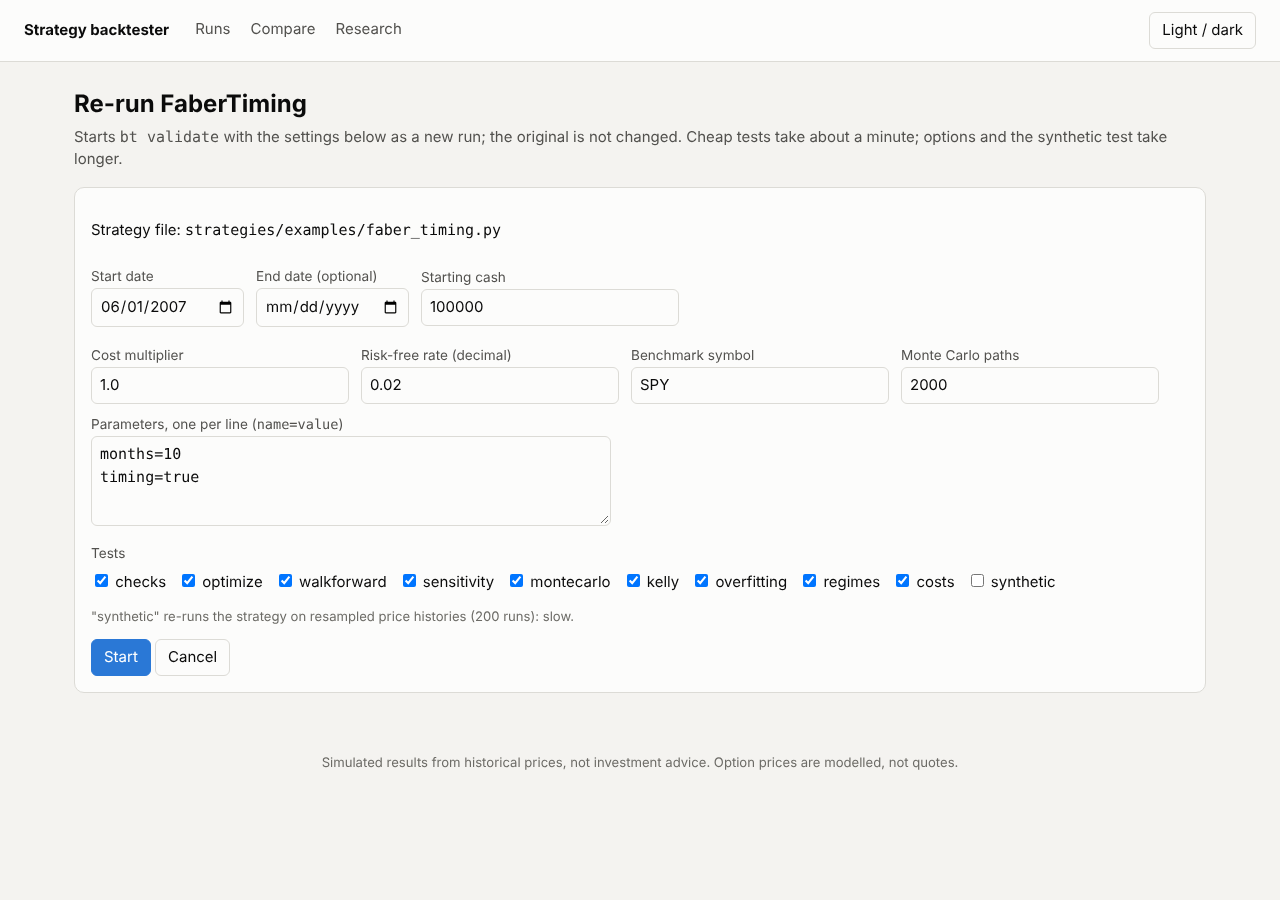 Strategy backtester Runs Compare Research Light / dark
Re-run FaberTiming
Starts bt validate with the settings below as a new run; the original is not changed. Cheap tests take about a minute; options and the synthetic test take
longer.
Strategy file: strategies/examples/faber_timing.py
Start date End date (optional) Starting cash
06/01/2007 mm/dd/yyyy 100000
Cost multiplier Risk-free rate (decimal) Benchmark symbol Monte Carlo paths
1.0 0.02 SPY 2000
Parameters, one per line (name=value)
months=10
timing=true
Tests
checks optimize walkforward sensitivity montecarlo kelly overfitting regimes costs synthetic
"synthetic" re-runs the strategy on resampled price histories (200 runs): slow.
Start Cancel
Simulated results from historical prices, not investment advice. Option prices are modelled, not quotes.